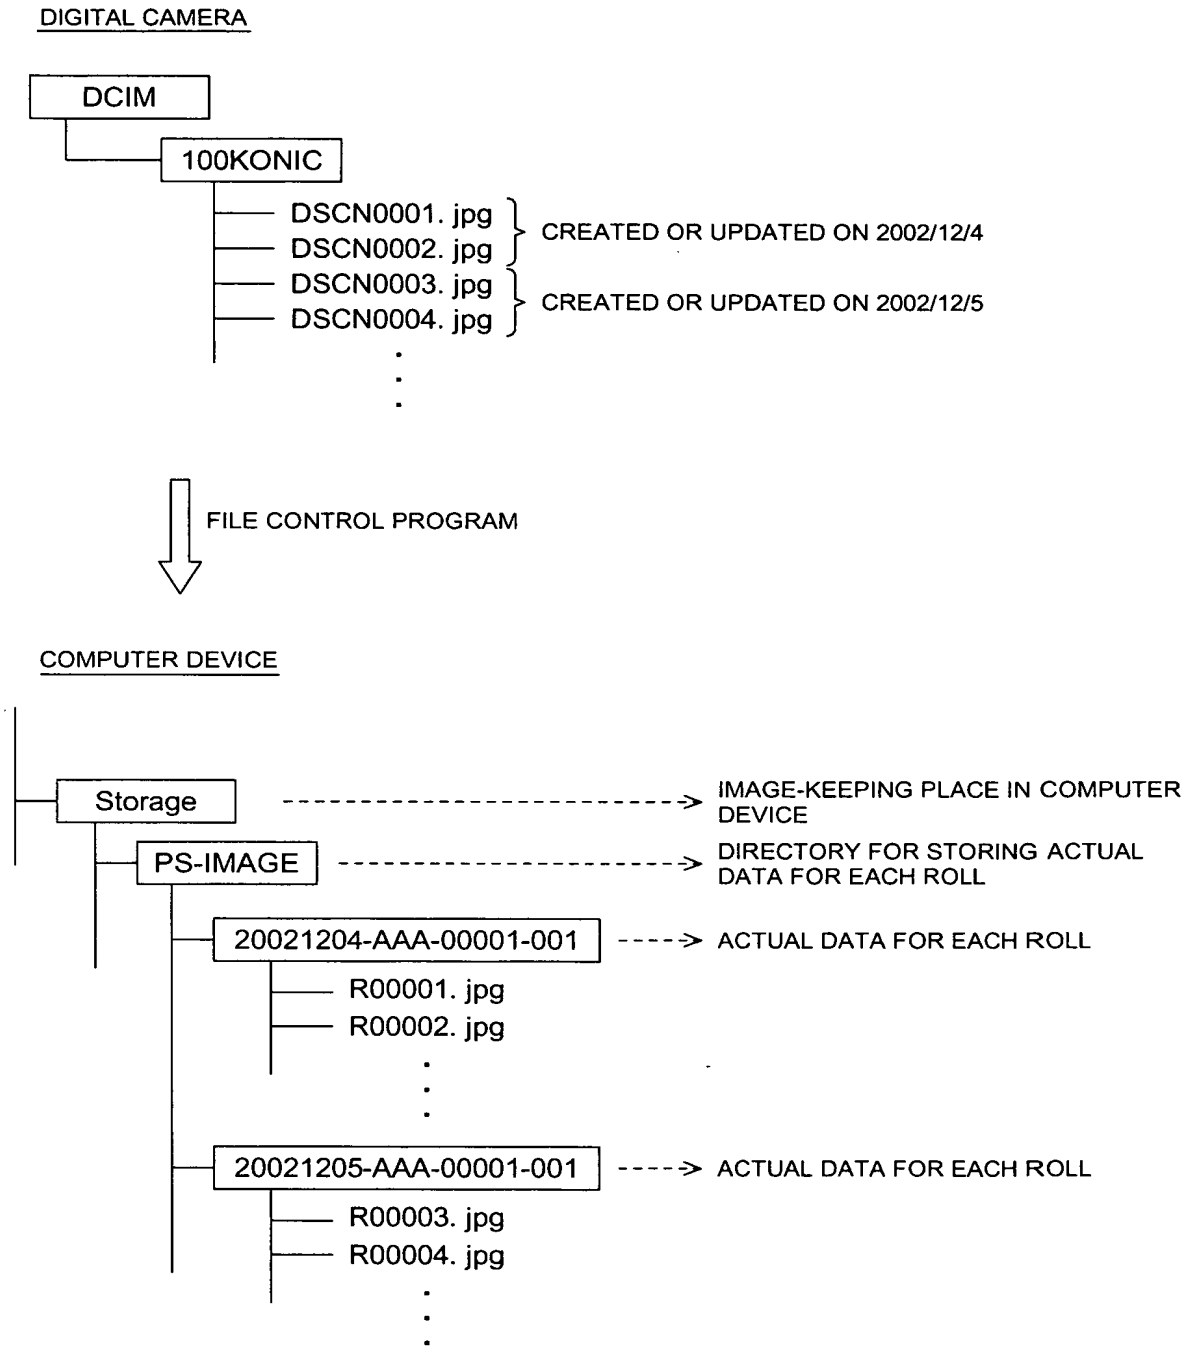 DIGITAL CAMERA
DCIM
100KONIC
DSCN0001. jpg
DSCN0002. jpg
CREATED OR UPDATED ON 2002/12/4
DSCN0003. jpg
DSCN0004. jpg
CREATED OR UPDATED ON 2002/12/5
FILE CONTROL PROGRAM
COMPUTER DEVICE
Storage
IMAGE-KEEPING PLACE IN COMPUTER
DEVICE
PS-IMAGE
DIRECTORY FOR STORING ACTUAL
DATA FOR EACH ROLL
20021204-AAA-00001-001
ACTUAL DATA FOR EACH ROLL
R00001. jpg
R00002. jpg
20021205-AAA-00001-001
ACTUAL DATA FOR EACH ROLL
R00003. jpg
R00004. jpg